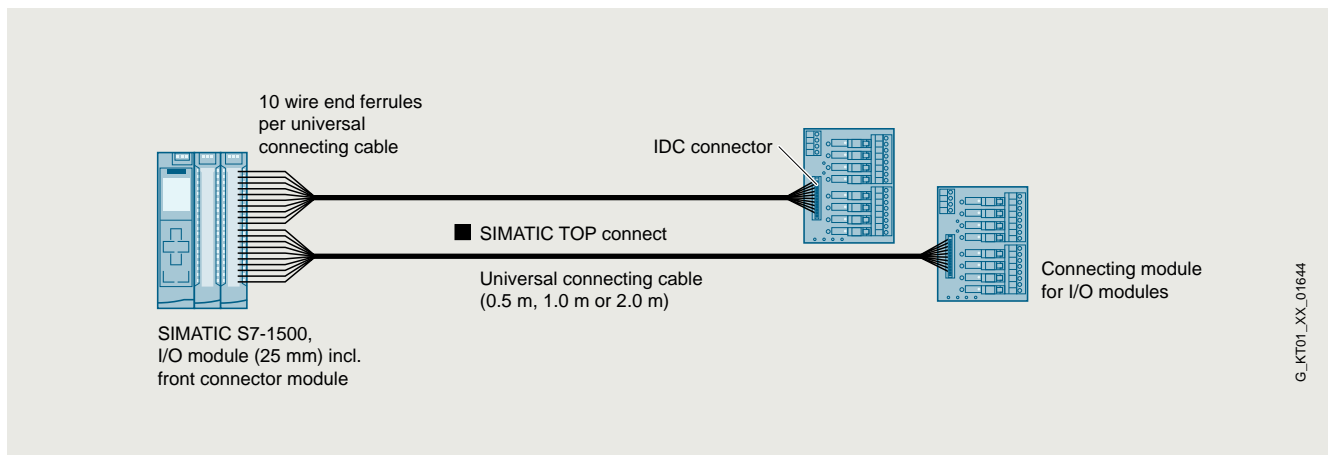 10 wire end ferrules
per universal
connecting cable
IDC connector
SIMATIC TOP connect
Universal connecting cable
(0.5 m, 1.0 m or 2.0 m)
Connecting module
for I/O modules
SIMATIC S7-1500,
I/O module (25 mm) incl.
front connector module
G_KT01_XX_01644